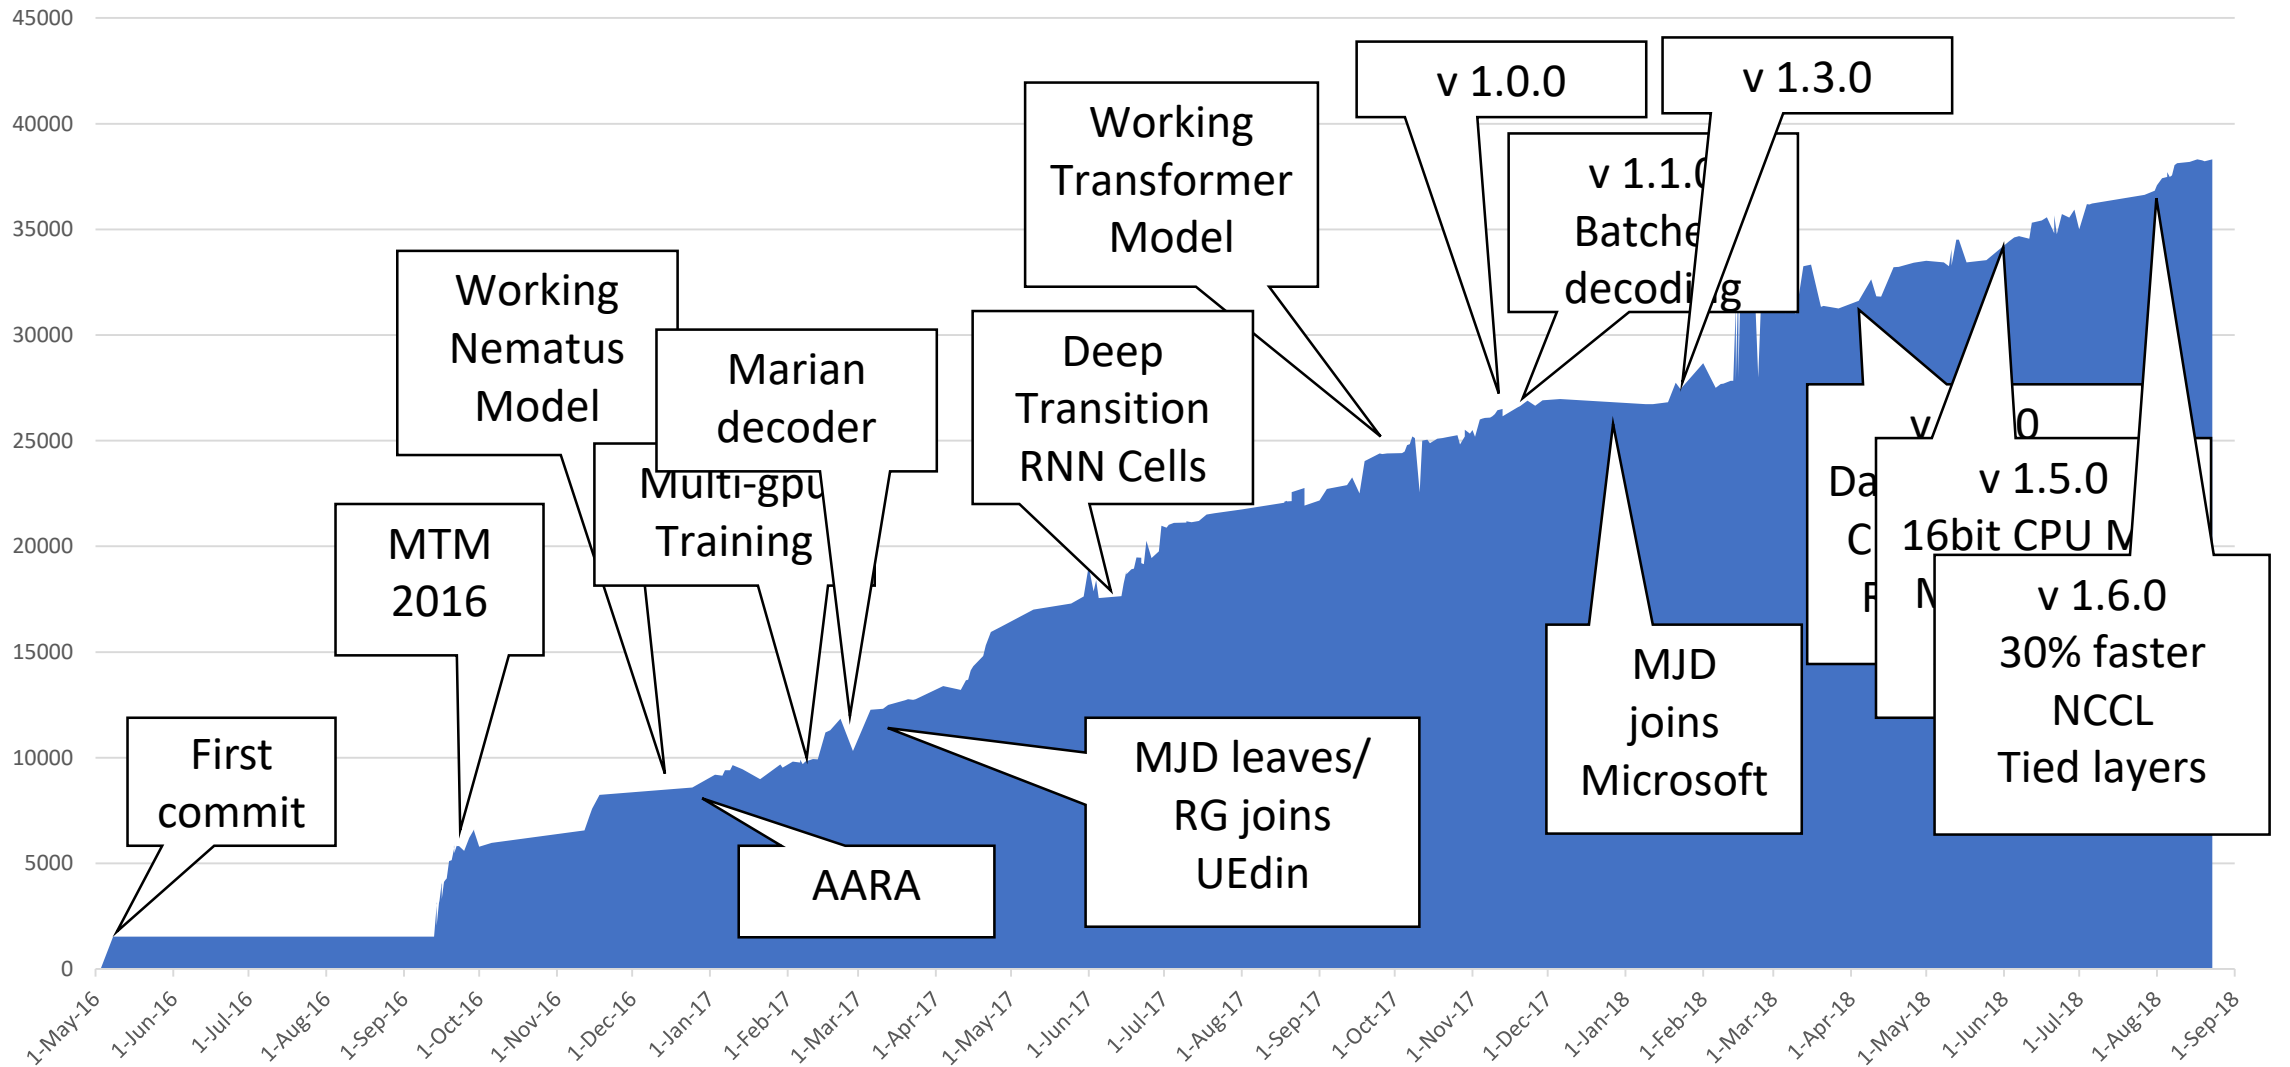 45000
40000
35000
30000
25000
20000
15000
10000
5000
0
First
commit
MTM
2016
Working
Nematus
Model
Multi-gpu
Training
Marian
decoder
AARA
MJD leaves/
RG joins
UEdin
Deep
Transition
RNN Cells
Working
Transformer
Model
v 1.0.0
v 1.1.0
Batche
decoding
v 1.3.0
MJD
joins
Microsoft
v 1.5.0
16bit CPU
v 1.6.0
30% faster
NCCL
Tied layers
1-May-16
1-Jun-16
1-Jul-16
1-Aug-16
1-Sep-16
1-Oct-16
1-Nov-16
1-Dec-16
1-Jan-17
1-Feb-17
1-Mar-17
1-Apr-17
1-May-17
1-Jun-17
1-Jul-17
1-Aug-17
1-Sep-17
1-Oct-17
1-Nov-17
1-Dec-17
1-Jan-18
1-Feb-18
1-Mar-18
1-Apr-18
1-May-18
1-Jun-18
1-Jul-18
1-Aug-18
1-Sep-18